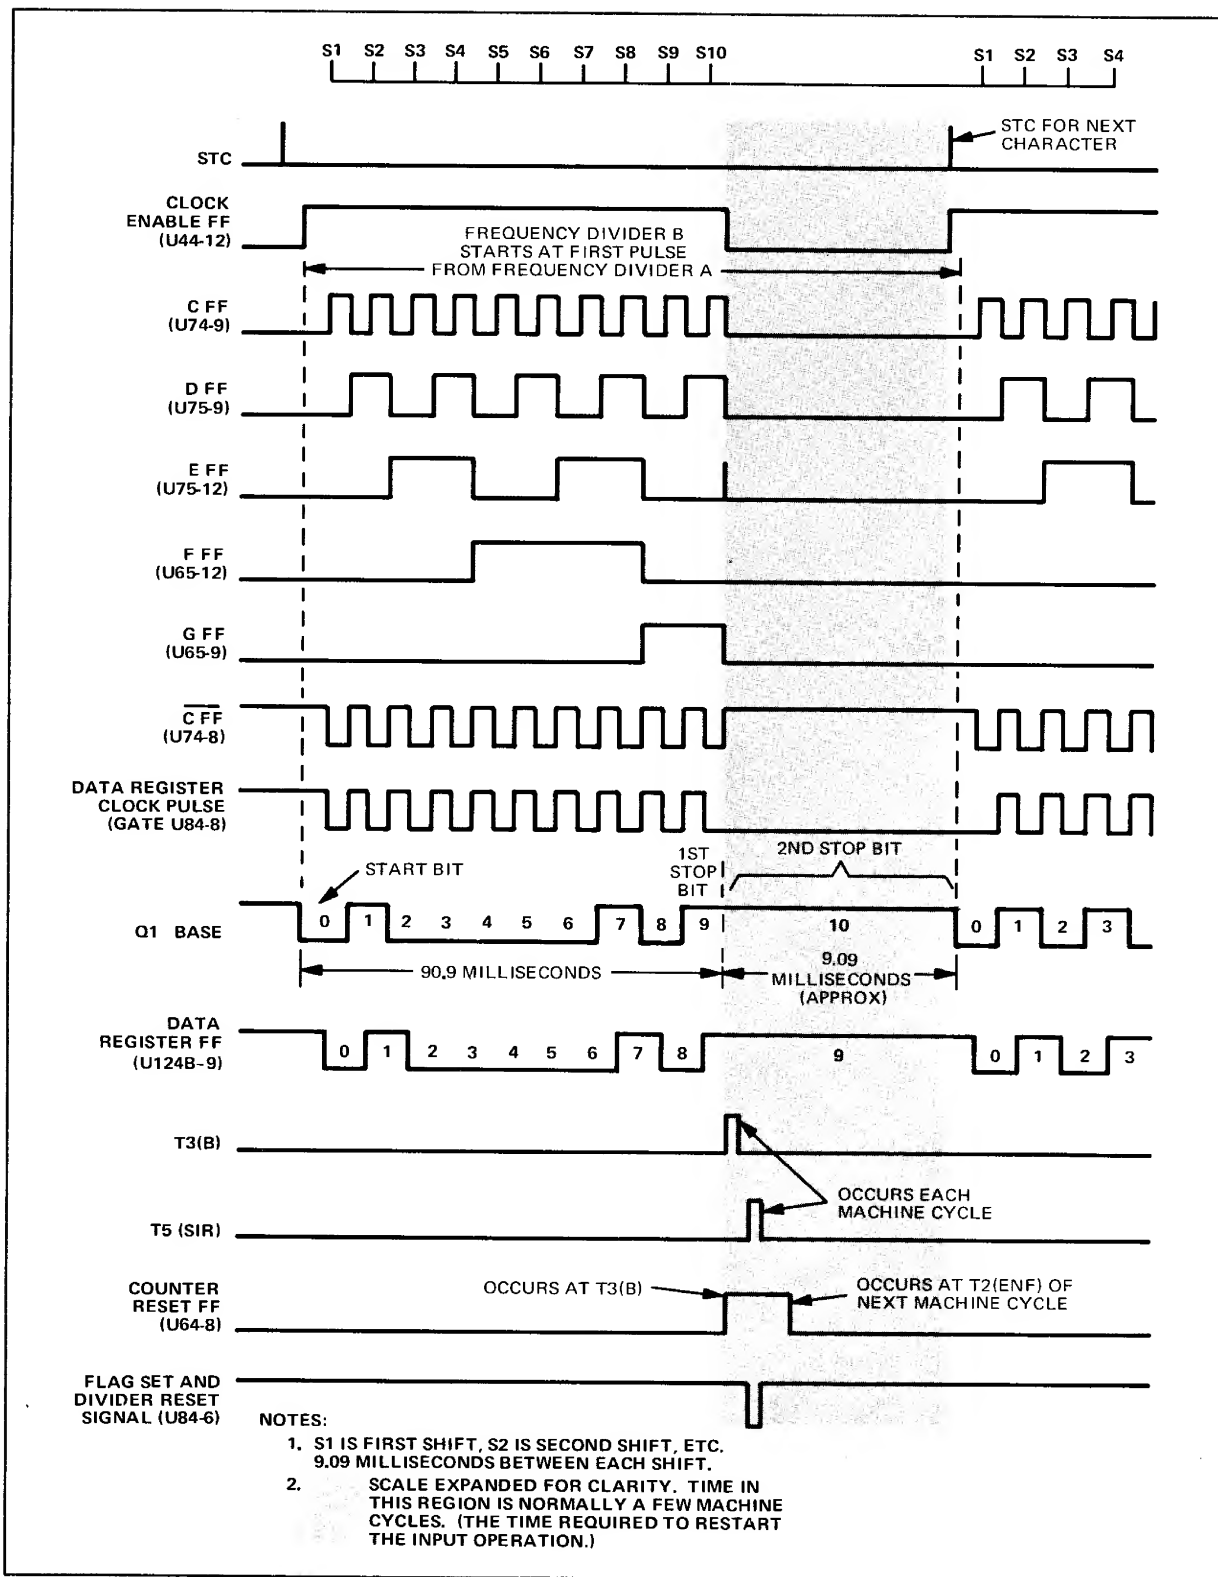 S1 S2 S3 S4 S5 S6 S7 S8 S9 S10 S1 S2 S3 S4
STC
STC FOR NEXT
CHARACTER
CLOCK
ENABLE FF
(U44-12)
FREQUENCY DIVIDER B
STARTS AT FIRST PULSE
FROM FREQUENCY DIVIDER A
C FF
(U74-9)
D FF
(U75-9)
E FF
(U75-12)
F FF
(U65-12)
G FF
(U65-9)
C FF
(U74-8)
DATA REGISTER
CLOCK PULSE
(GATE U84-8)
START BIT
1ST
STOP
BIT
2ND STOP BIT
Q1 BASE
0 1 2 3 4 5 6 7 8 9 10 0 1 2 3
90.9 MILLISECONDS
9.09
MILLISECONDS
(APPROX)
DATA
REGISTER FF
(U124B-9)
0 1 2 3 4 5 6 7 8 9 0 1 2 3
T3(B)
OCCURS EACH
MACHINE CYCLE
T5 (SIR)
COUNTER
RESET FF
(U64-8)
OCCURS AT T3(B)
OCCURS AT T2(ENF) OF
NEXT MACHINE CYCLE
FLAG SET AND
DIVIDER RESET
SIGNAL (U84-6)
NOTES:
1. S1 IS FIRST SHIFT, S2 IS SECOND SHIFT, ETC.
9.09 MILLISECONDS BETWEEN EACH SHIFT.
2. SCALE EXPANDED FOR CLARITY. TIME IN
THIS REGION IS NORMALLY A FEW MACHINE
CYCLES. (THE TIME REQUIRED TO RESTART
THE INPUT OPERATION.)